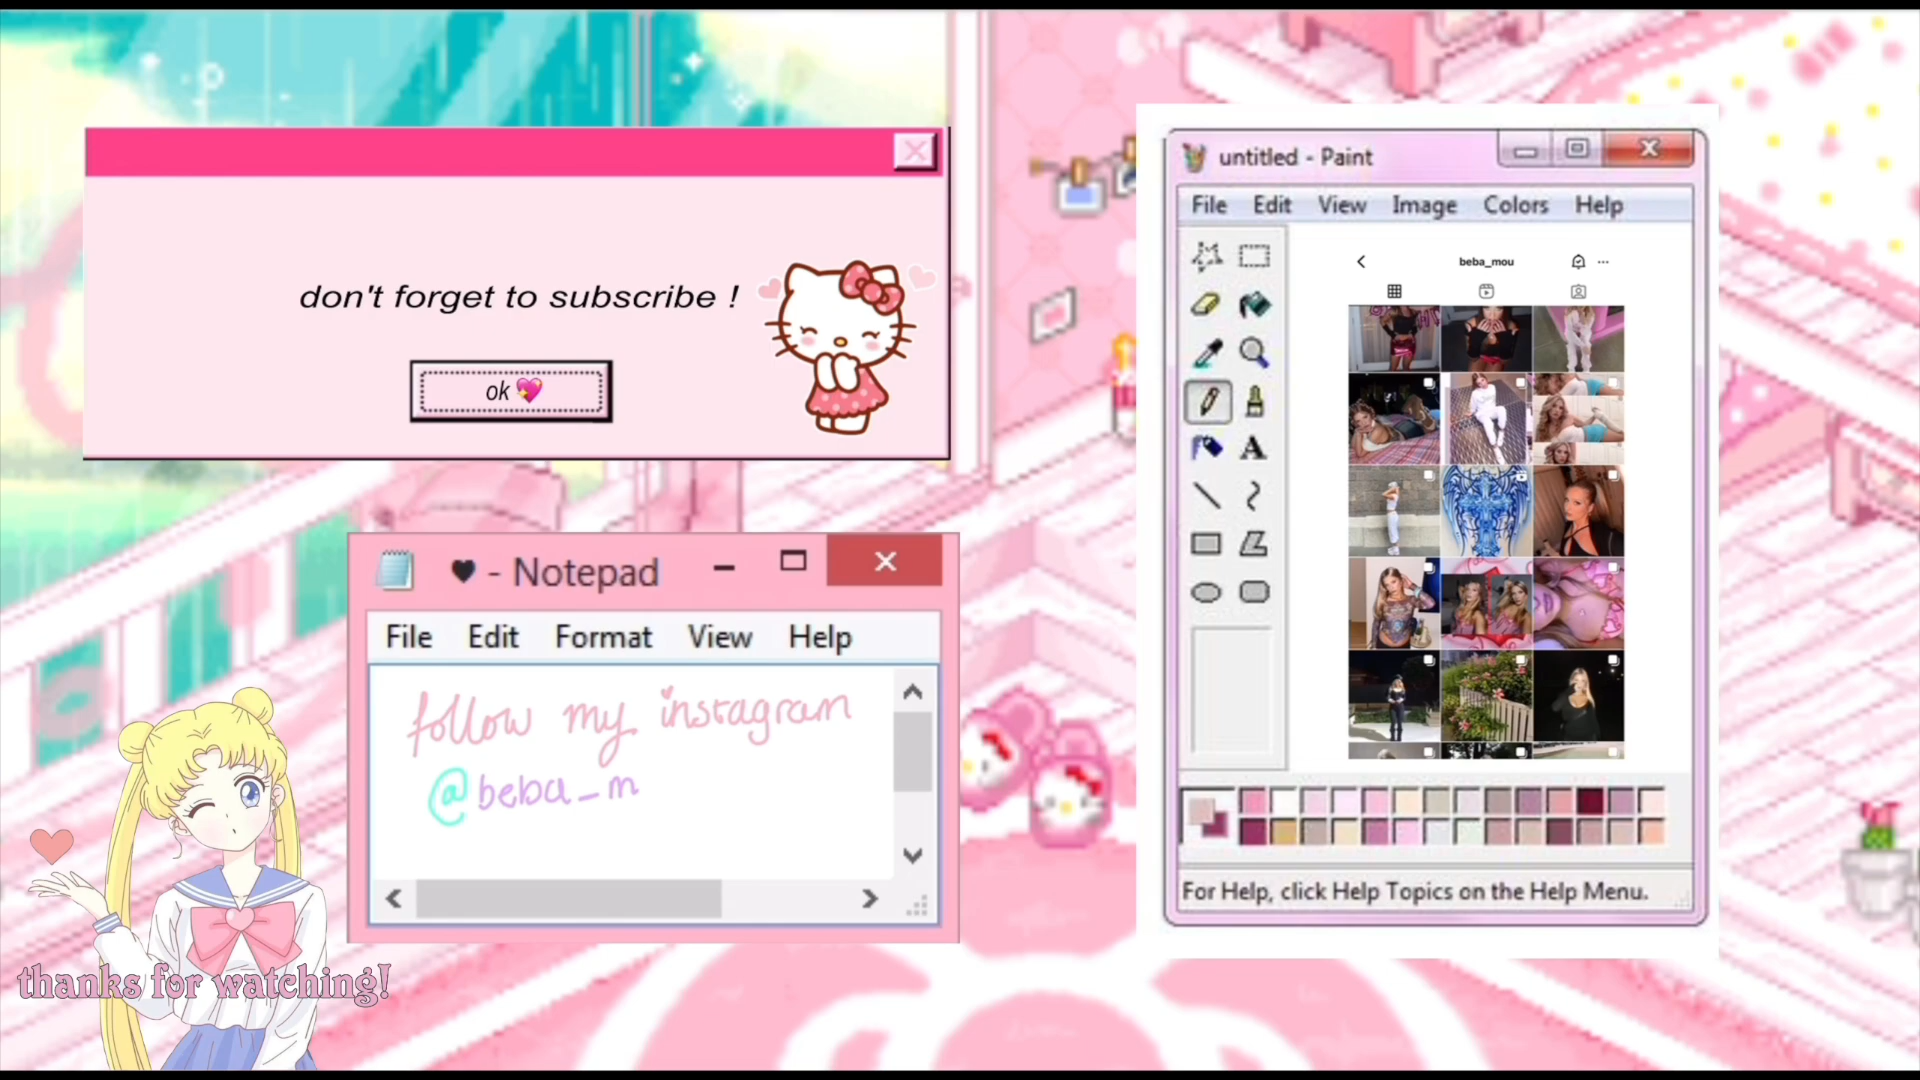 don't forget to subscribe !
ok
- Notepad
File Edit Format View Help
follow my instagram
@beba_m
thanks for watching!
untitled - Paint
File Edit View Image Colors Help
beba_mou
A
For Help, click Help Topics on the Help Menu.